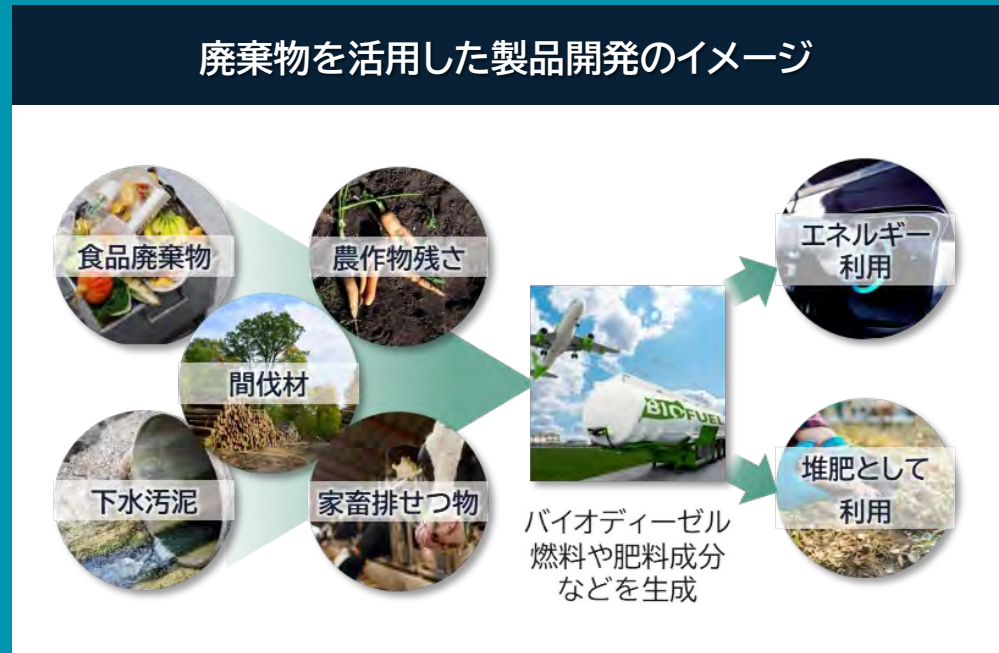 廃棄物を活用した製品開発のイメージ
食品廃棄物
農作物残さ
間伐材
下水汚泥
家畜排せつ物
BIOFUEL
バイオディーゼル
燃料や肥料成分
などを生成
エネルギー
利用
堆肥として
利用